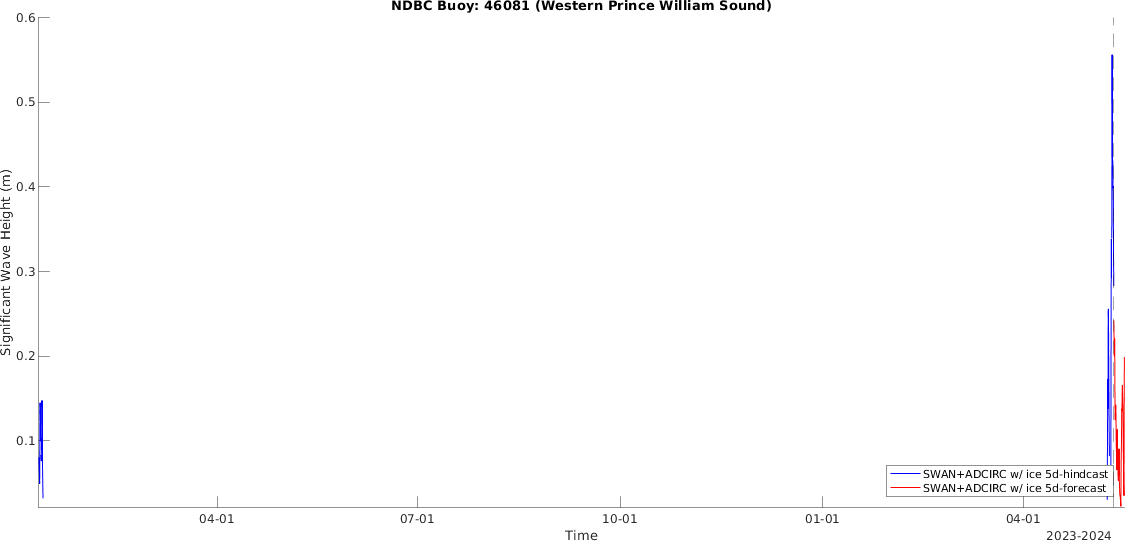 NDBC Buoy: 46081 (Western Prince William Sound)
0.6
0.5
0.4
0.3
0.2
0.1
Significant Wave Height (m)
SWAN+ADCIRC w/ ice 5d-hindcast
SWAN+ADCIRC w/ ice 5d-forecast
04-01
07-01
10-01
01-01
04-01
Time
2023-2024